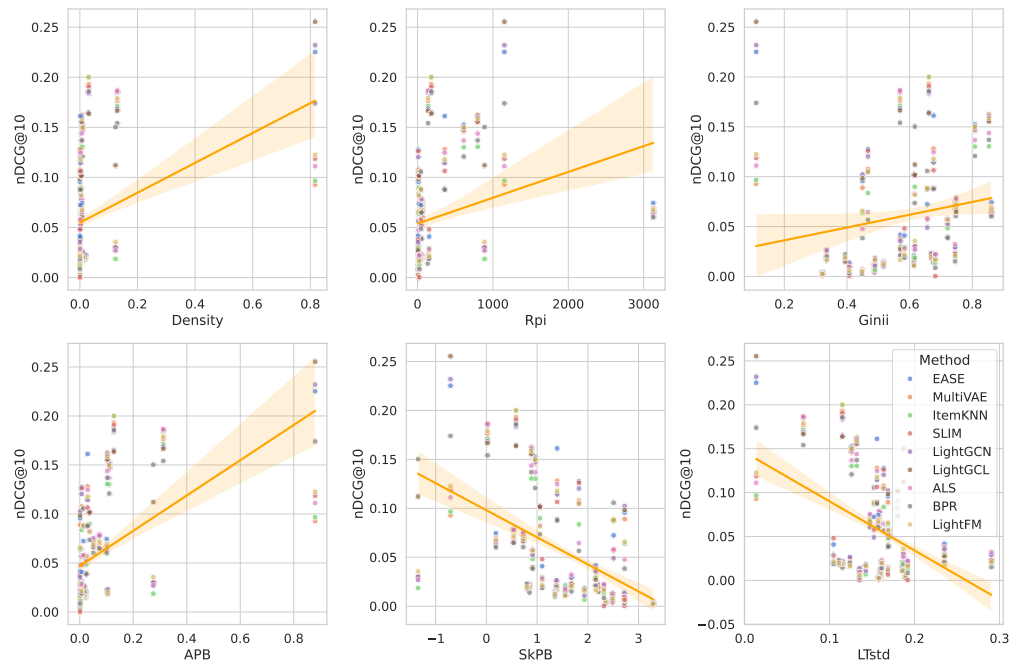 nDCG@10
0.25
0.20
0.15
0.10
0.05
0.00
0.0 0.2 0.4 0.6 0.8
Density
nDCG@10
0.25
0.20
0.15
0.10
0.05
0.00
0 1000 2000 3000
Rpi
nDCG@10
0.25
0.20
0.15
0.10
0.05
0.00
0.2 0.4 0.6 0.8
Ginii
nDCG@10
0.25
0.20
0.15
0.10
0.05
0.00
0.0 0.2 0.4 0.6 0.8
APB
nDCG@10
0.25
0.20
0.15
0.10
0.05
0.00
−1 0 1 2 3
SkPB
nDCG@10
0.25
0.20
0.15
0.10
0.05
0.00
−0.05
0.0 0.1 0.2 0.3
LTstd
Method
EASE
MultiVAE
ItemKNN
SLIM
LightGCN
LightGCL
ALS
BPR
LightFM